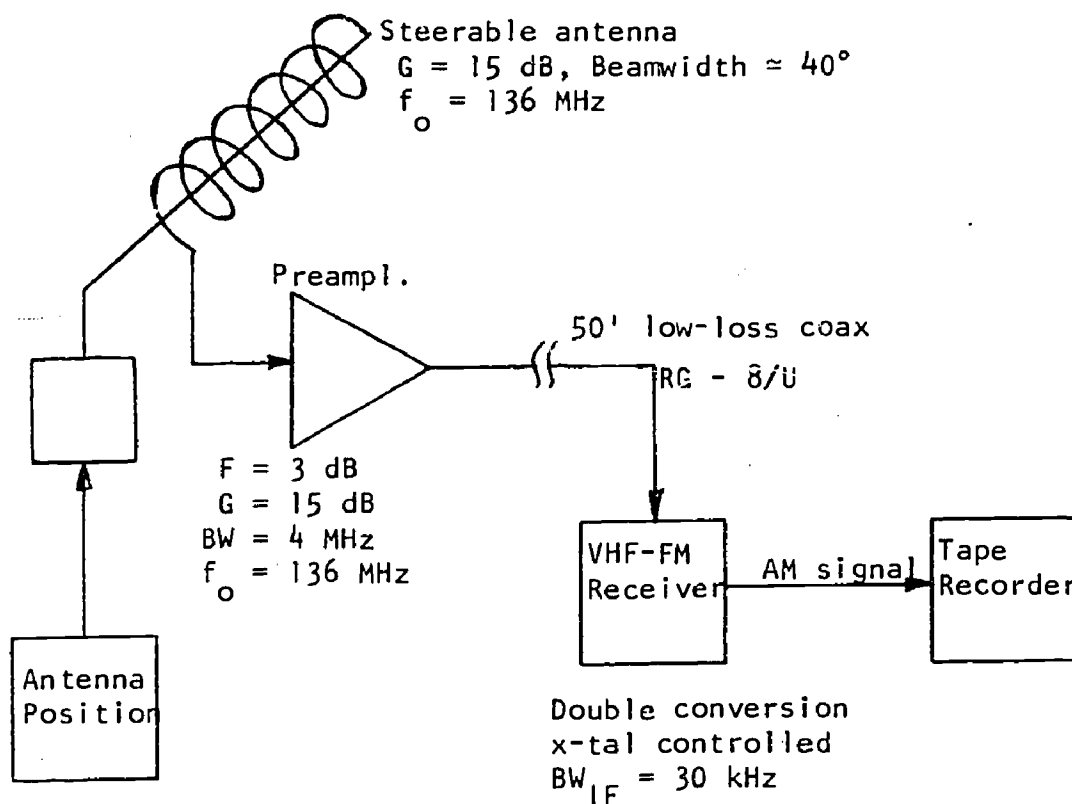 Steerable antenna
G = 15 dB, Beamwidth ≃ 40°
f_o = 136 MHz
Preampl.
50' low-loss coax
RG - 8/U
F = 3 dB
G = 15 dB
BW = 4 MHz
f_o = 136 MHz
VHF-FM
Receiver
AM signal
Tape
Recorder
Antenna
Position
Double conversion
x-tal controlled
BW_IF = 30 kHz